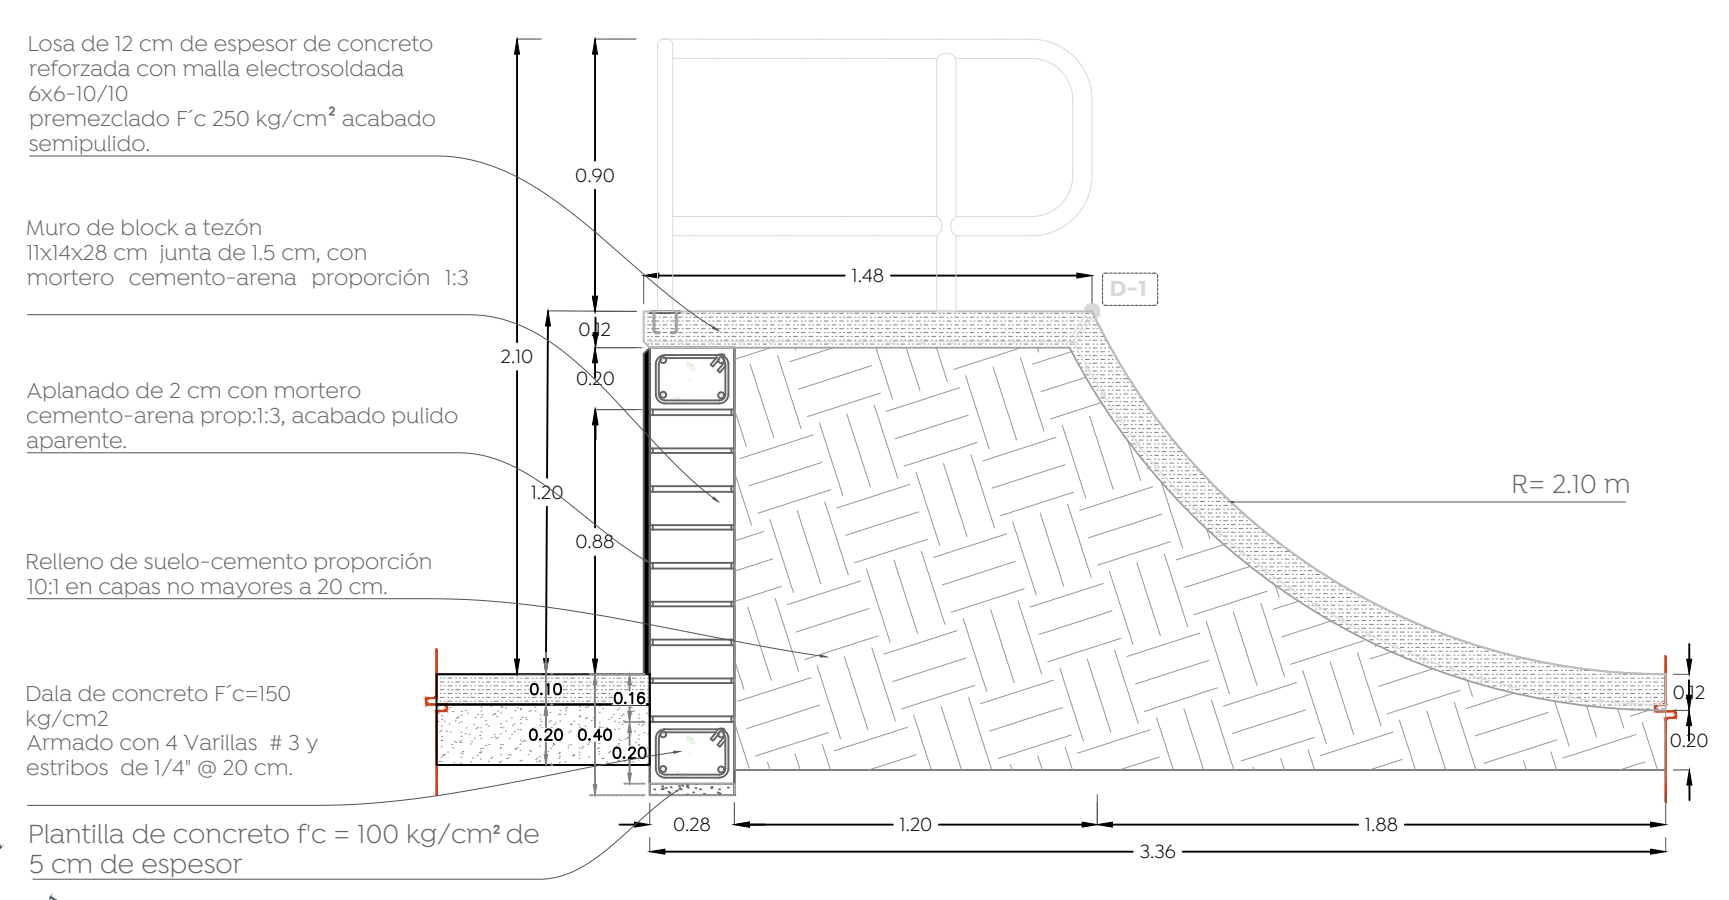 Losa de 12 cm de espesor de concreto
reforzada con malla electrosoldada
6x6-10/10
premezclado F´c 250 kg/cm² acabado
semipulido.
Muro de block a tezón
11x14x28 cm junta de 1.5 cm, con
mortero cemento-arena proporción 1:3
Aplanado de 2 cm con mortero
cemento-arena prop:1:3, acabado pulido
aparente.
Relleno de suelo-cemento proporción
10:1 en capas no mayores a 20 cm.
Dala de concreto F´c=150
kg/cm2
Armado con 4 Varillas # 3 y
estribos de 1/4" @ 20 cm.
Plantilla de concreto f'c = 100 kg/cm² de
5 cm de espesor
0.90
1.48
D-1
0.12
2.10
0.20
1.20
0.88
R= 2.10 m
0.10
0.16
0.20
0.40
0.20
0.12
0.20
0.28
1.20
1.88
3.36